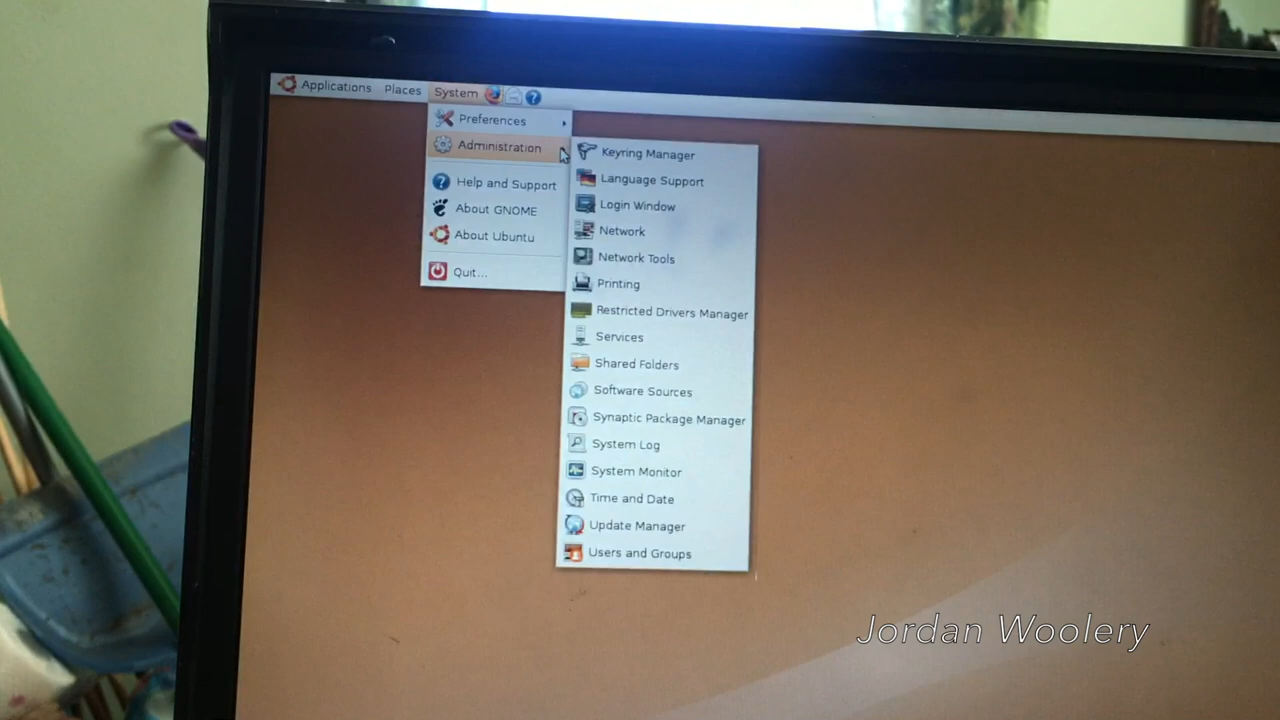 Applications Places System
Preferences
Administration
Help and Support
About GNOME
About Ubuntu
Quit...
Keyring Manager
Language Support
Login Window
Network
Network Tools
Printing
Restricted Drivers Manager
Services
Shared Folders
Software Sources
Synaptic Package Manager
System Log
System Monitor
Time and Date
Update Manager
Users and Groups
Jordan Woolery